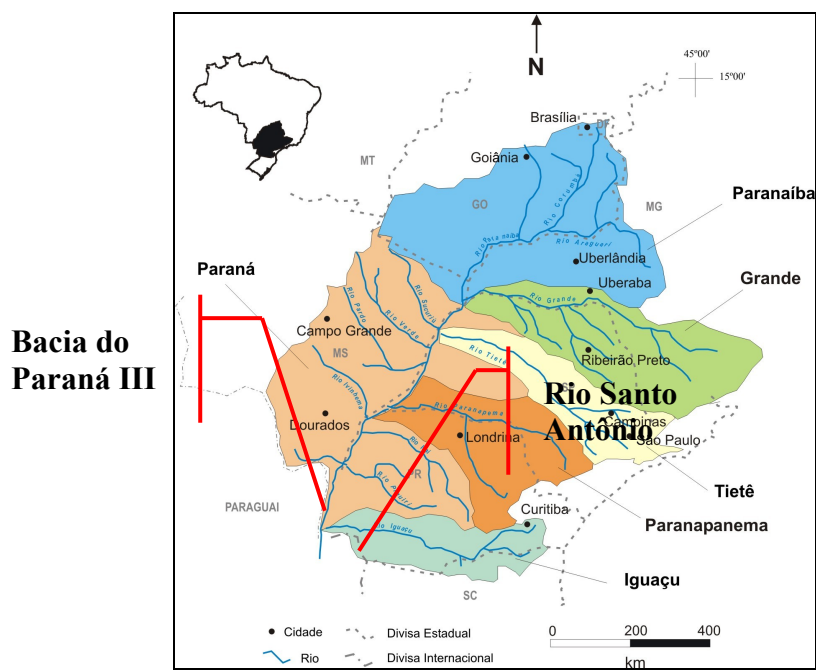 45°00'
15°00'
N
Brasília
DF
Goiânia
MT
GO
MG
Rio Corumbá
Paranaíba
Rio Paranaíba
Rio Araguari
Uberlândia
Paraná
Uberaba
Grande
Rio Sucuriú
Rio Verde
Rio Pardo
Rio Grande
Campo Grande
Bacia do
Paraná III
MS
Rio Tietê
Ribeirão Preto
Rio Ivinhema
Rio Santo
Antônio
Campinas
São Paulo
Dourados
Rio Paranapanema
Londrina
Tietê
PR
Rio Piquiri
PARAGUAI
Curitiba
Paranapanema
Rio Iguaçu
Iguaçu
SC
Cidade
Divisa Estadual
Rio
Divisa Internacional
0 200 400
km